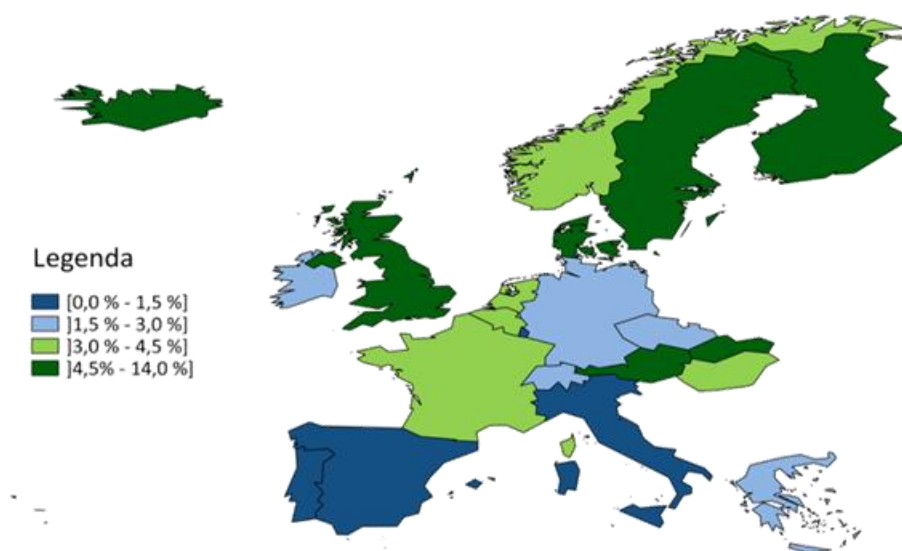 Legenda
[0,0 % - 1,5 %]
]1,5 % - 3,0 %]
]3,0 % - 4,5 %]
]4,5% - 14,0 %]